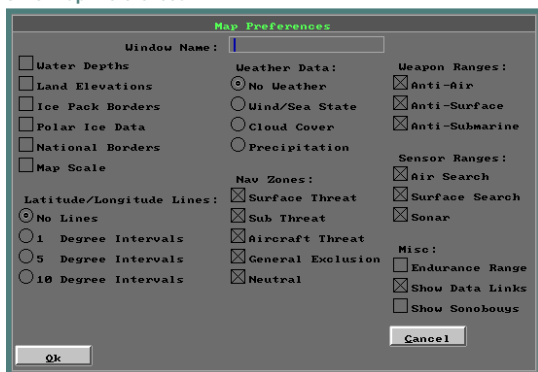 Map Preferences
Window Name:
Water Depths
Land Elevations
Ice Pack Borders
Polar Ice Data
National Borders
Map Scale
Latitude/Longitude Lines:
No Lines
1 Degree Intervals
5 Degree Intervals
10 Degree Intervals
Weather Data:
No Weather
Wind/Sea State
Cloud Cover
Precipitation
Nav Zones:
Surface Threat
Sub Threat
Aircraft Threat
General Exclusion
Neutral
Weapon Ranges:
Anti-Air
Anti-Surface
Anti-Submarine
Sensor Ranges:
Air Search
Surface Search
Sonar
Misc:
Endurance Range
Show Data Links
Show Sonobouys
Ok
Cancel